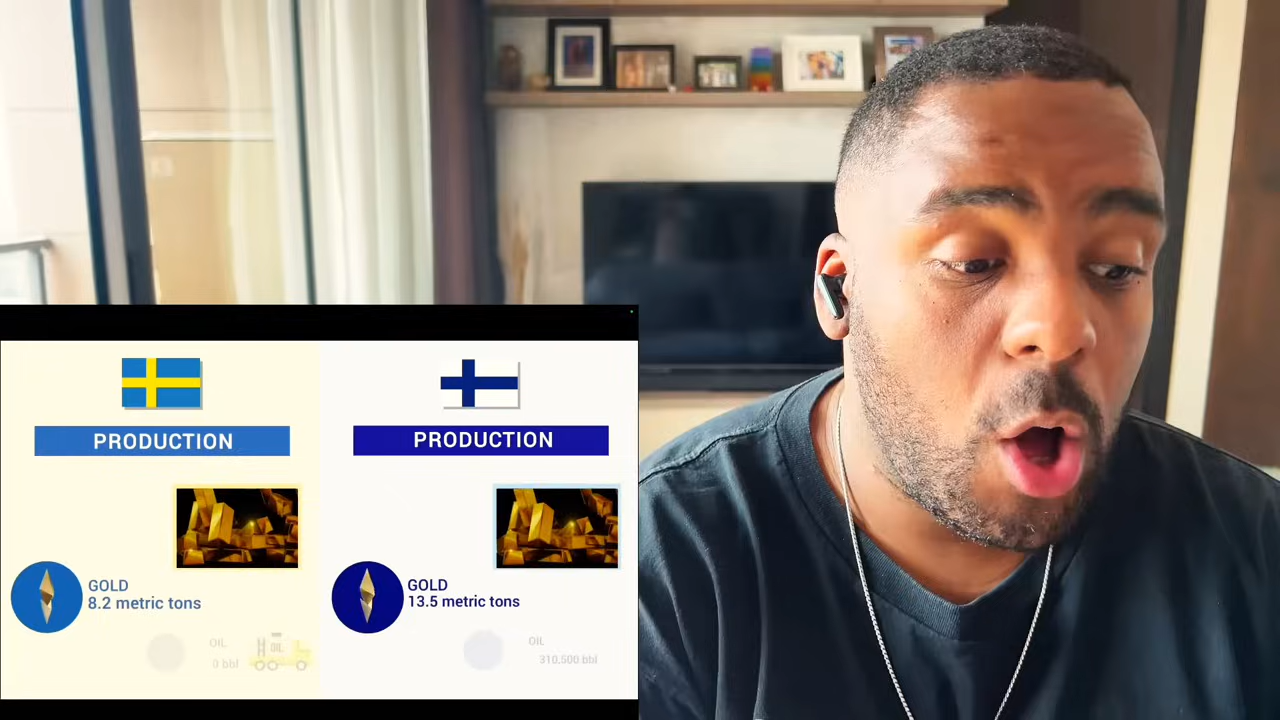 PRODUCTION
GOLD
8.2 metric tons
OIL
OIL
0 bbl
PRODUCTION
GOLD
13.5 metric tons
OIL
310,500 bbl